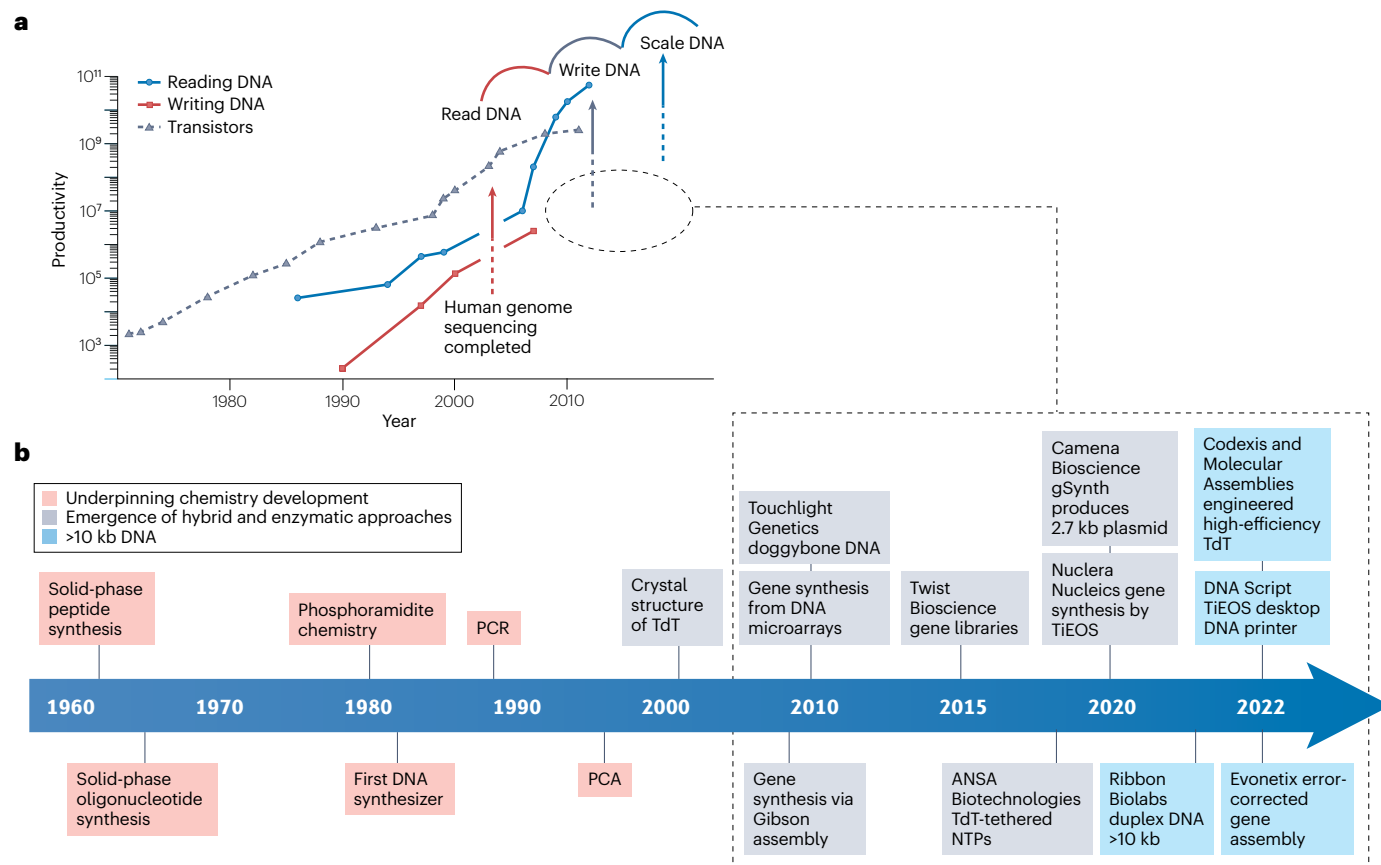 a
Reading DNA
Writing DNA
Transistors
Read DNA
Write DNA
Scale DNA
Productivity
10¹¹
10⁹
10⁷
10⁵
10³
Human genome
sequencing
completed
1980
1990
2000
2010
Year
b
Underpinning chemistry development
Emergence of hybrid and enzymatic approaches
>10 kb DNA
Solid-phase
peptide
synthesis
Phosphoramidite
chemistry
PCR
Crystal
structure
of TdT
Touchlight
Genetics
doggybone DNA
Gene synthesis
from DNA
microarrays
Twist
Bioscience
gene libraries
Camena
Bioscience
gSynth
produces
2.7 kb plasmid
Nuclera
Nucleics gene
synthesis by
TiEOS
Codexis and
Molecular
Assemblies
engineered
high-efficiency
TdT
DNA Script
TiEOS desktop
DNA printer
1960
1970
1980
1990
2000
2010
2015
2020
2022
Solid-phase
oligonucleotide
synthesis
First DNA
synthesizer
PCA
Gene
synthesis via
Gibson
assembly
ANSA
Biotechnologies
TdT-tethered
NTPs
Ribbon
Biolabs
duplex DNA
>10 kb
Evonetix error-
corrected
gene
assembly